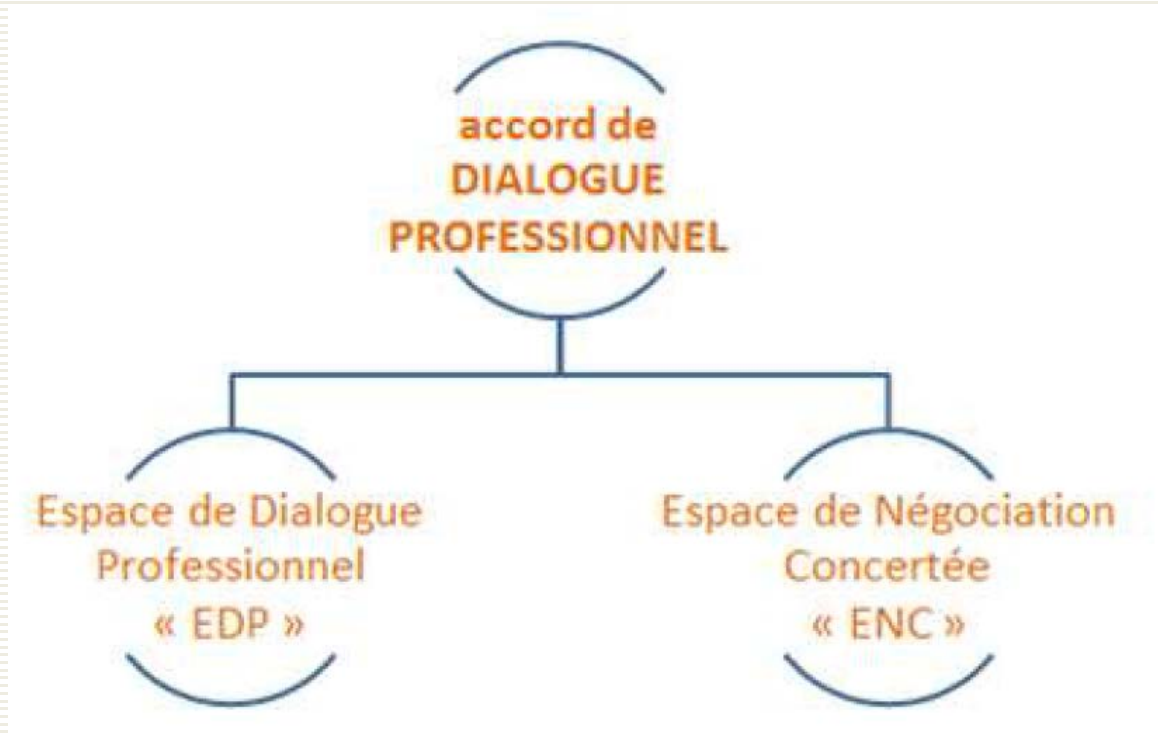 accord de
DIALOGUE
PROFESSIONNEL
Espace de Dialogue
Professionnel
« EDP »
Espace de Négociation
Concertée
« ENC »